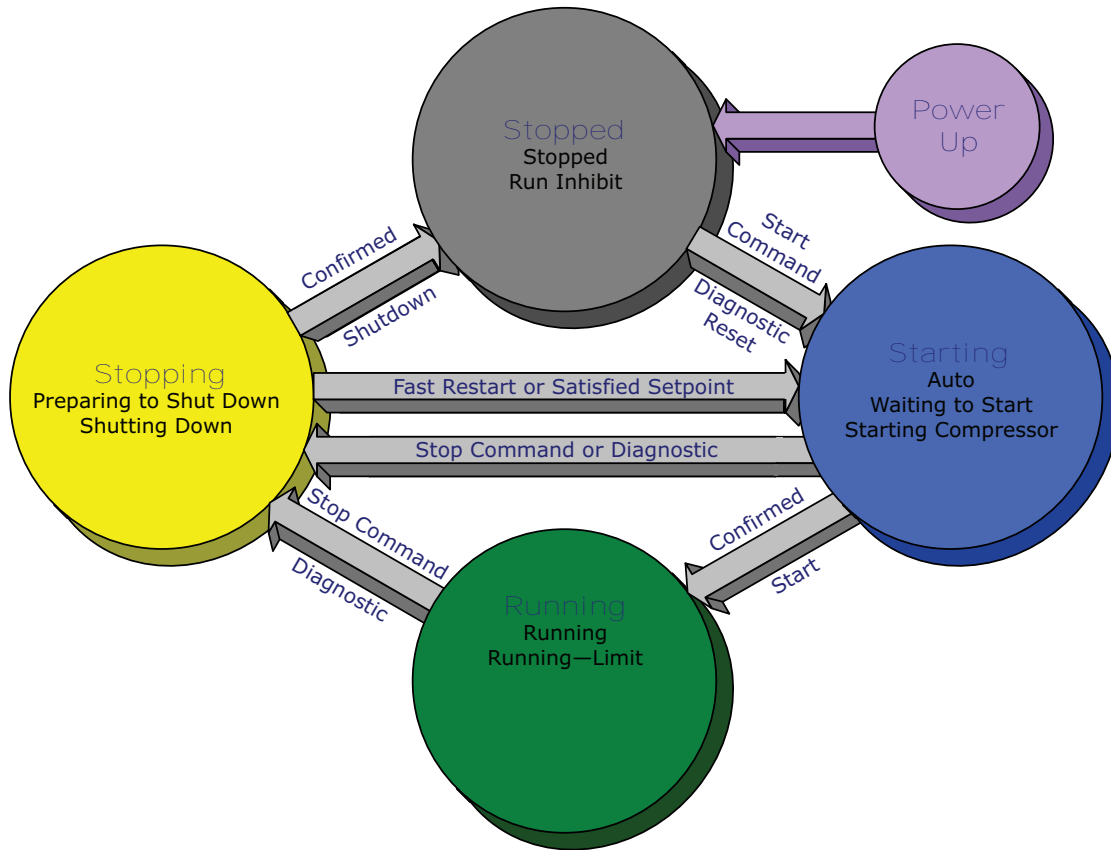 Power
Up
Stopped
Stopped
Run Inhibit
Confirmed
Shutdown
Start
Command
Diagnostic
Reset
Stopping
Preparing to Shut Down
Shutting Down
Fast Restart or Satisfied Setpoint
Starting
Auto
Waiting to Start
Starting Compressor
Stop Command or Diagnostic
Stop Command
Diagnostic
Confirmed
Start
Running
Running
Running—Limit